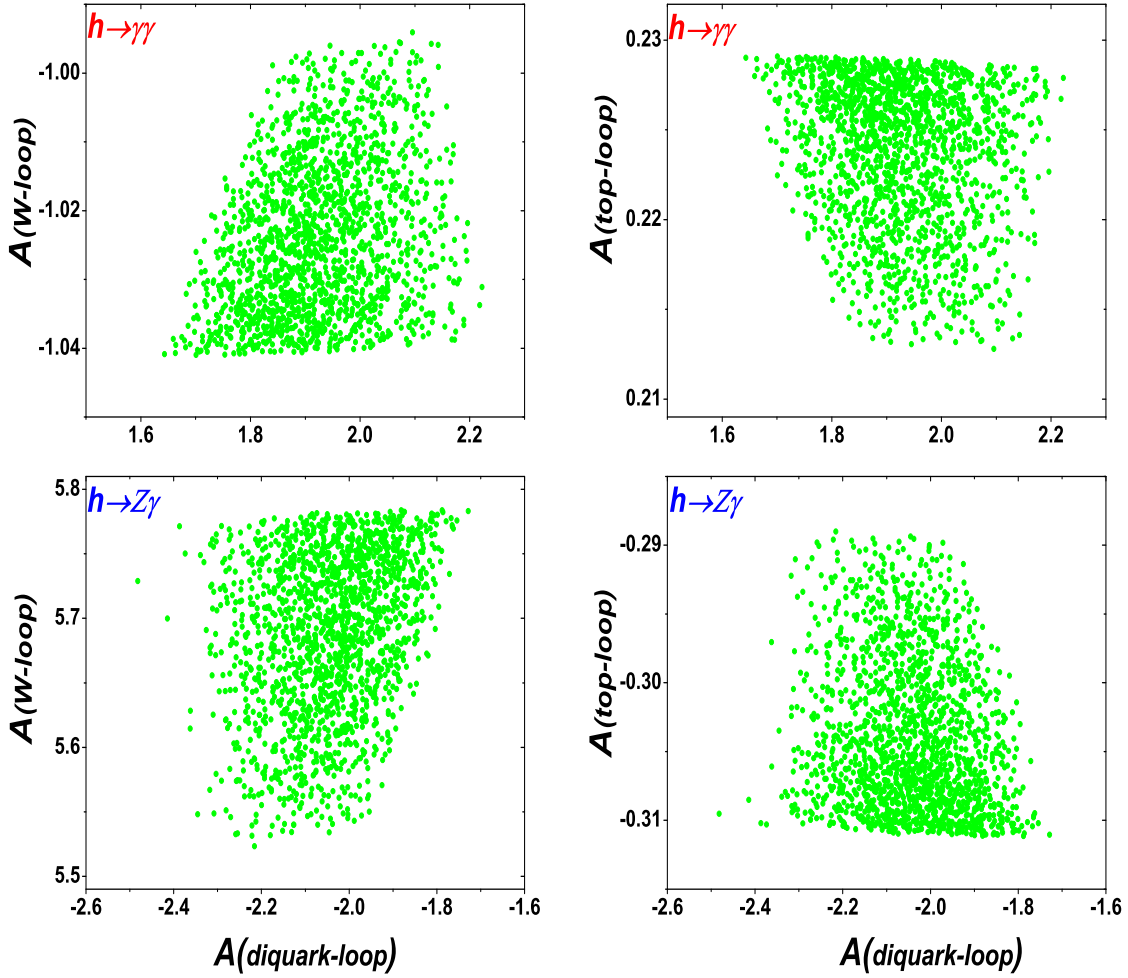 h→γγ
A(W-loop)
-1.00
-1.02
-1.04
1.6 1.8 2.0 2.2
h→γγ
A(top-loop)
0.23
0.22
0.21
1.6 1.8 2.0 2.2
h→Zγ
A(W-loop)
5.8
5.7
5.6
5.5
-2.6 -2.4 -2.2 -2.0 -1.8 -1.6
A(diquark-loop)
h→Zγ
A(top-loop)
-0.29
-0.30
-0.31
-2.6 -2.4 -2.2 -2.0 -1.8 -1.6
A(diquark-loop)